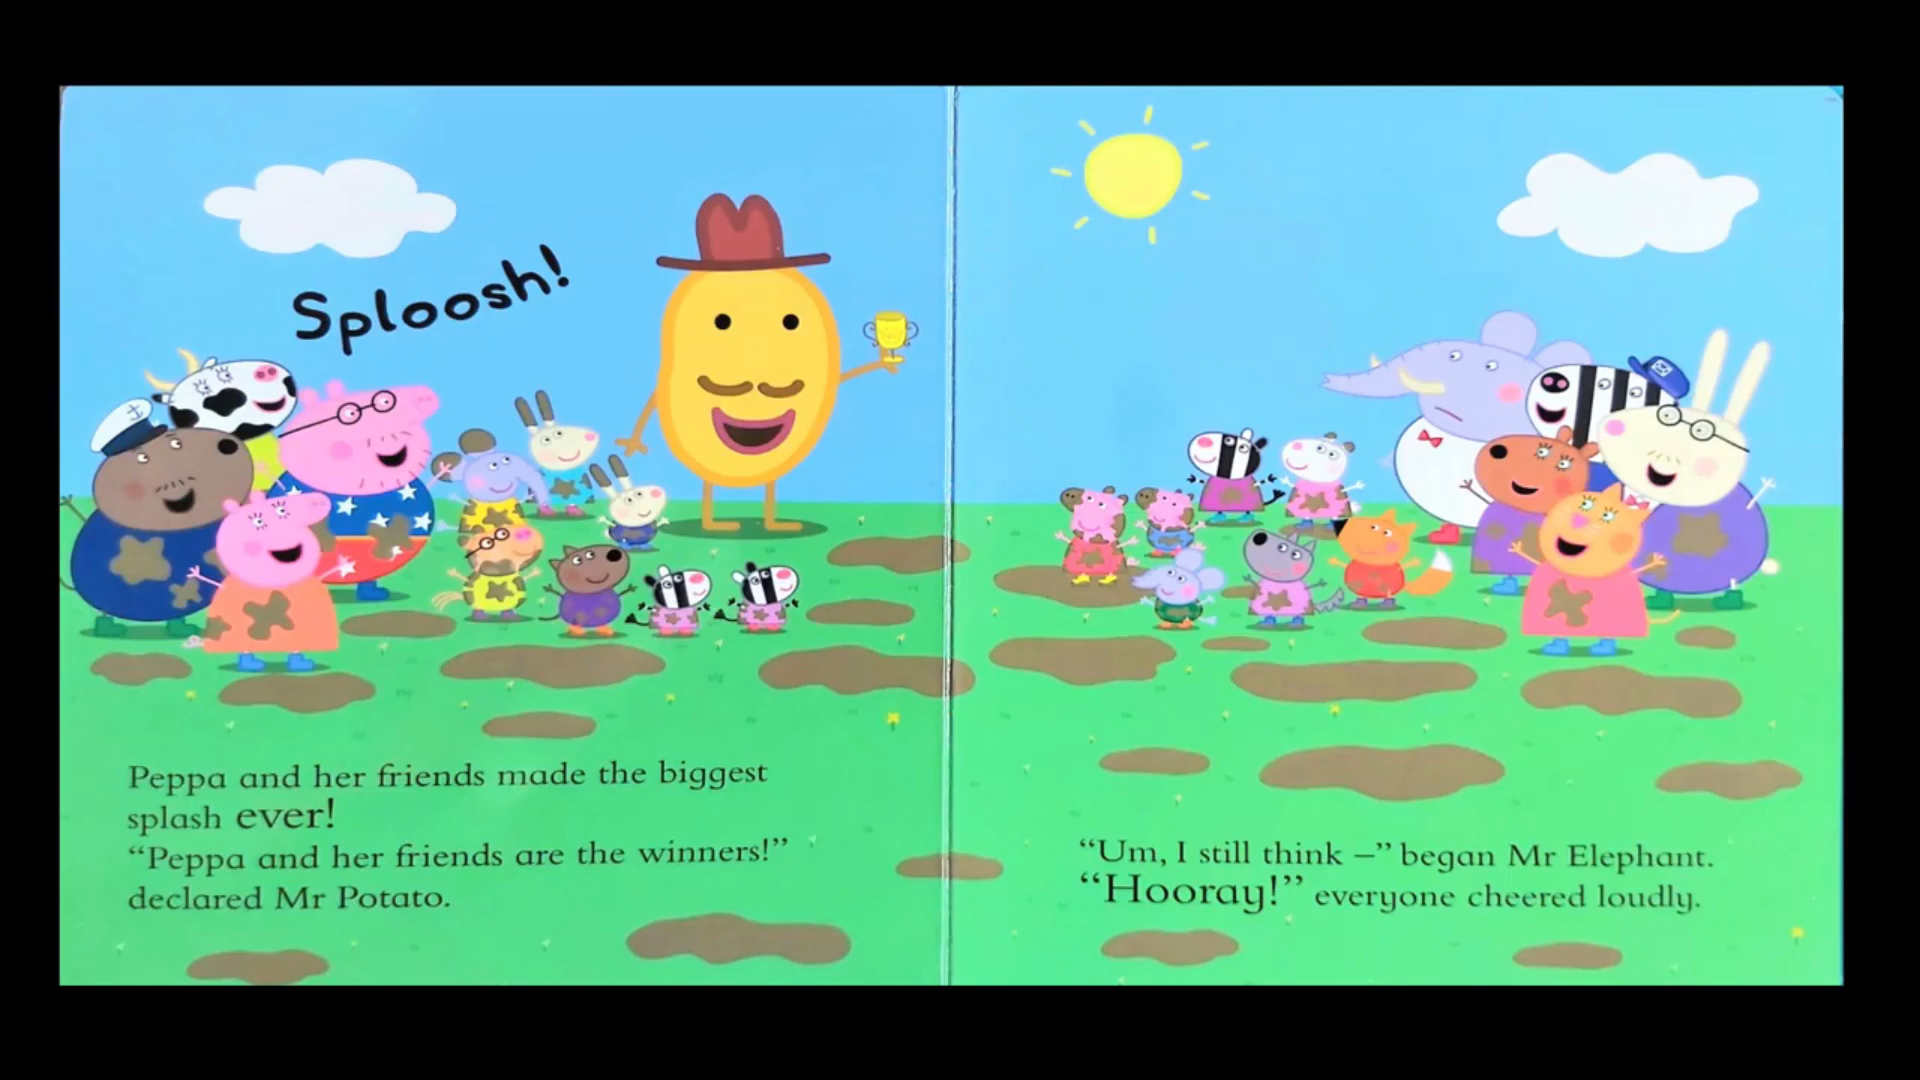 Sploosh!
Peppa and her friends made the biggest
splash ever!
“Peppa and her friends are the winners!”
declared Mr Potato.
“Um, I still think –” began Mr Elephant.
“Hooray!” everyone cheered loudly.